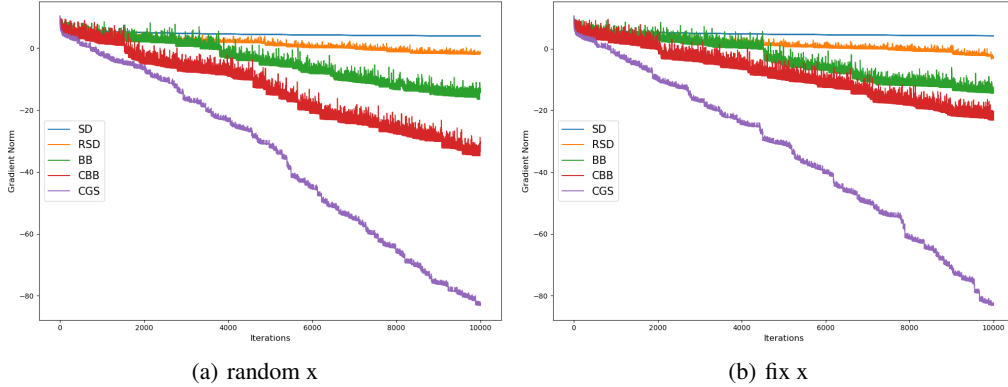 Gradient Norm
0
−20
−40
−60
−80
SD
RSD
BB
CBB
CGS
0
2000
4000
6000
8000
10000
Iterations
(a) random x
Gradient Norm
0
−20
−40
−60
−80
SD
RSD
BB
CBB
CGS
0
2000
4000
6000
8000
10000
Iterations
(b) fix x